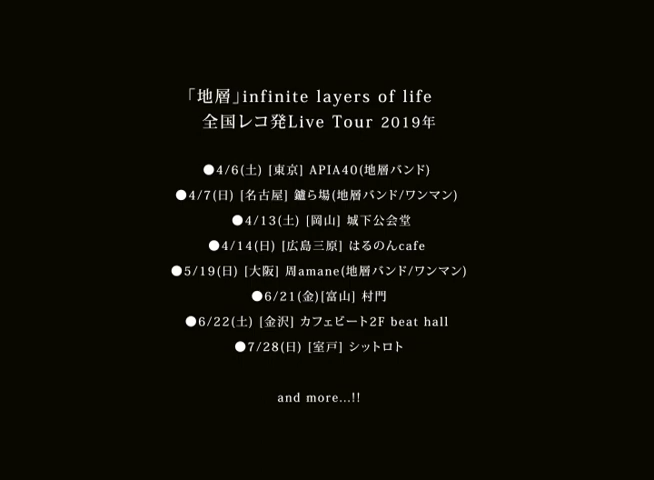 「地層」infinite layers of life
全国レコ発Live Tour 2019年
●4/6(土) [東京] APIA40(地層バンド)
●4/7(日) [名古屋] 鑪ら場(地層バンド/ワンマン)
●4/13(土) [岡山] 城下公会堂
●4/14(日) [広島三原] はるのんcafe
●5/19(日) [大阪] 周amane(地層バンド/ワンマン)
●6/21(金)[富山] 村門
●6/22(土) [金沢] カフェビート2F beat hall
●7/28(日) [室戸] シットロト
and more...!!